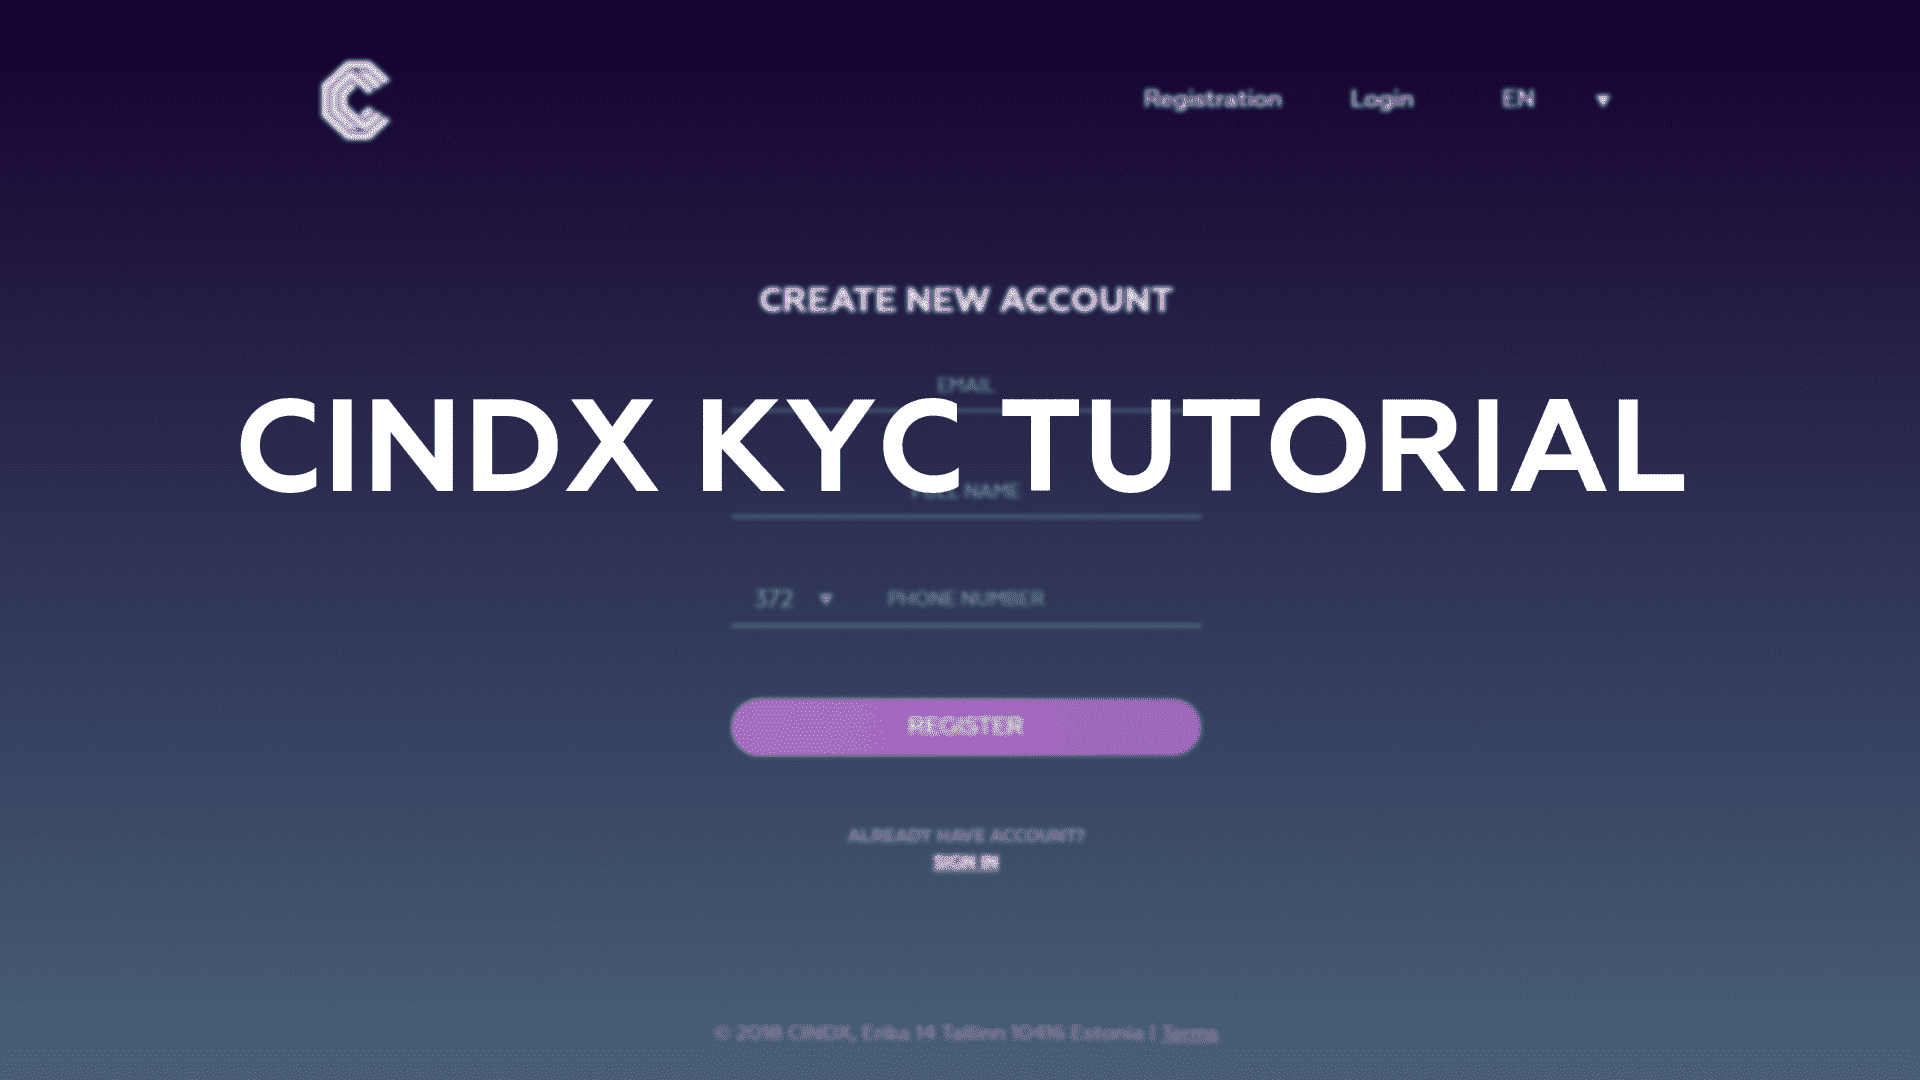 Registration Login EN
CREATE NEW ACCOUNT
EMAIL
CINDX KYC TUTORIAL
FULL NAME
372 PHONE NUMBER
REGISTER
ALREADY HAVE ACCOUNT?
SIGN IN
© 2018 CINDX, Erika 14 Tallinn 10416 Estonia | Terms